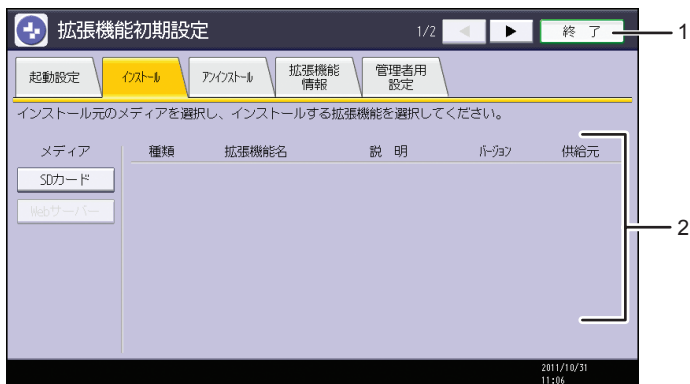 拡張機能初期設定
1/2
終 了
1
起動設定
インストール
アンインストール
拡張機能
情報
管理者用
設定
インストール元のメディアを選択し、インストールする拡張機能を選択してください。
メディア
種類
拡張機能名
説 明
バージョン
供給元
SDカード
Webサーバー
2
2011/10/31
11:06